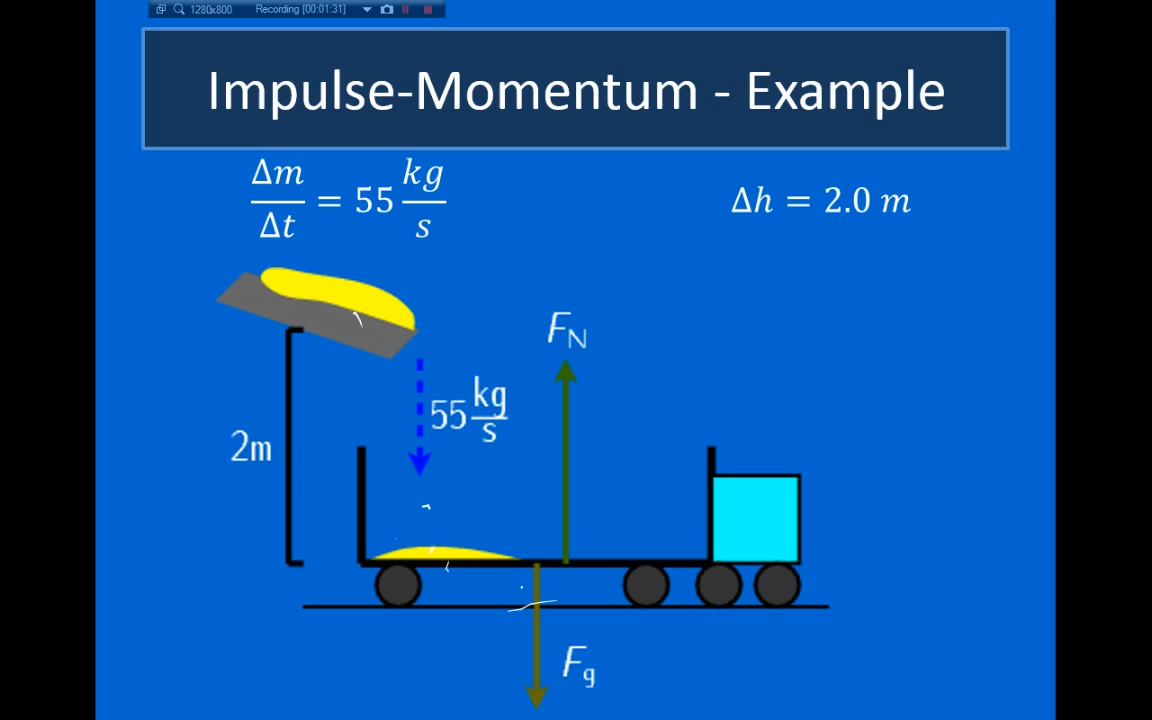 1280x800 Recording [00:01:31]
Impulse-Momentum - Example
Δm/Δt = 55 kg/s
Δh = 2.0 m
F_N
55 kg/s
2m
F_g